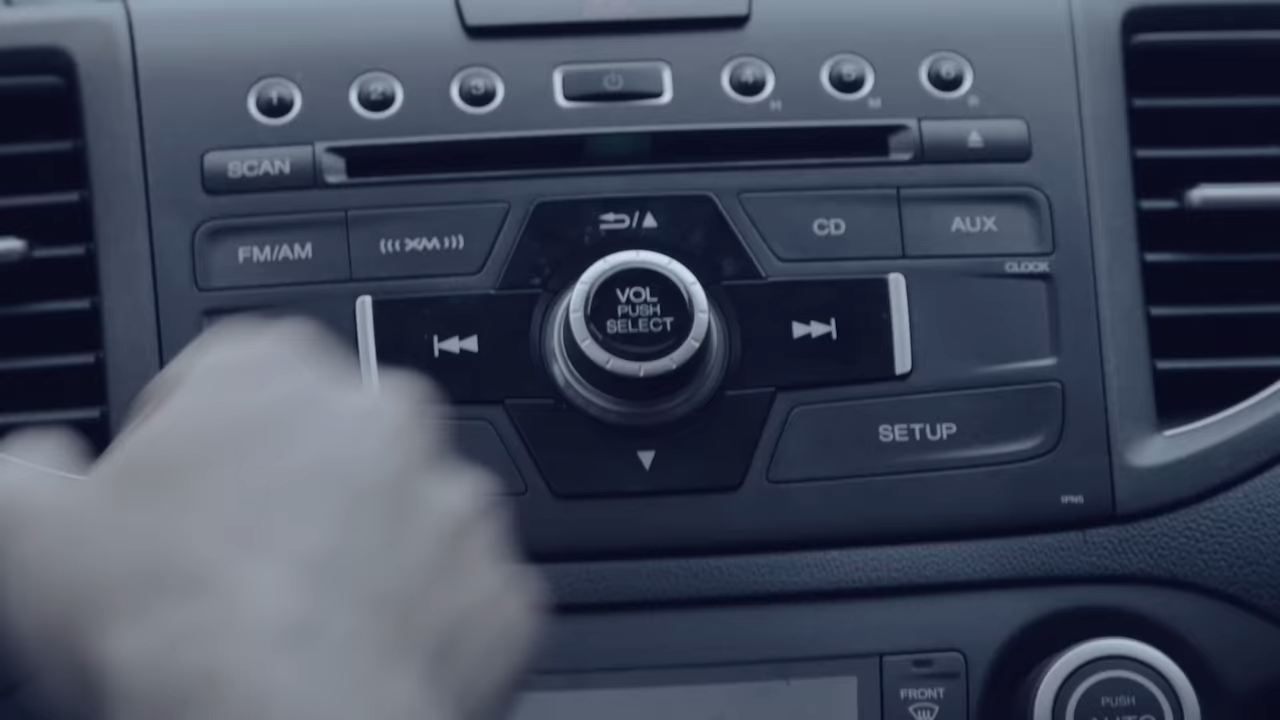 1 2 3 4 5 6
H M R
SCAN
FM/AM XM CD AUX
CLOCK
VOL
PUSH
SELECT
SETUP
FRONT
PUSH
AUTO